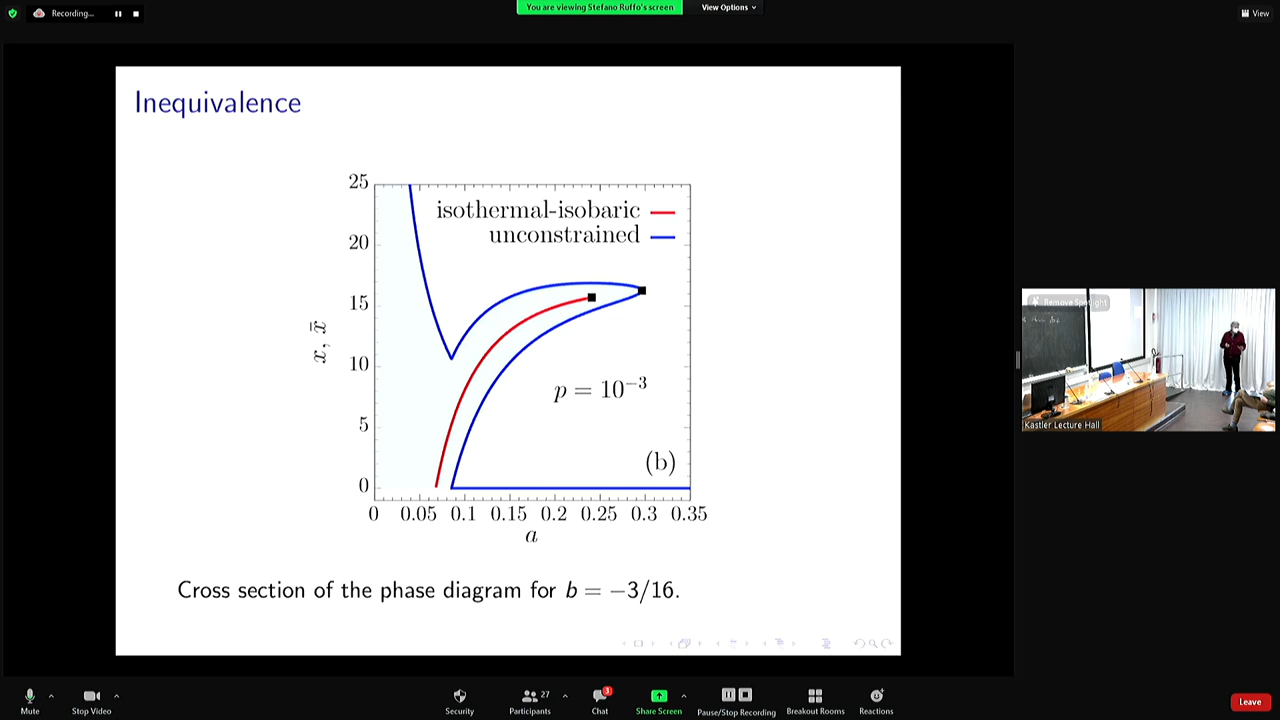 Recording...
You are viewing Stefano Ruffo's screen
View Options
View
Inequivalence
25
20
15
10
5
0
x, x̄
isothermal-isobaric
unconstrained
p = 10⁻³
(b)
0 0.05 0.1 0.15 0.2 0.25 0.3 0.35
a
Cross section of the phase diagram for b = −3/16.
Remove Spotlight
Kastler Lecture Hall
Mute
Stop Video
Security
27
Participants
3
Chat
Share Screen
Pause/Stop Recording
Breakout Rooms
Reactions
Leave